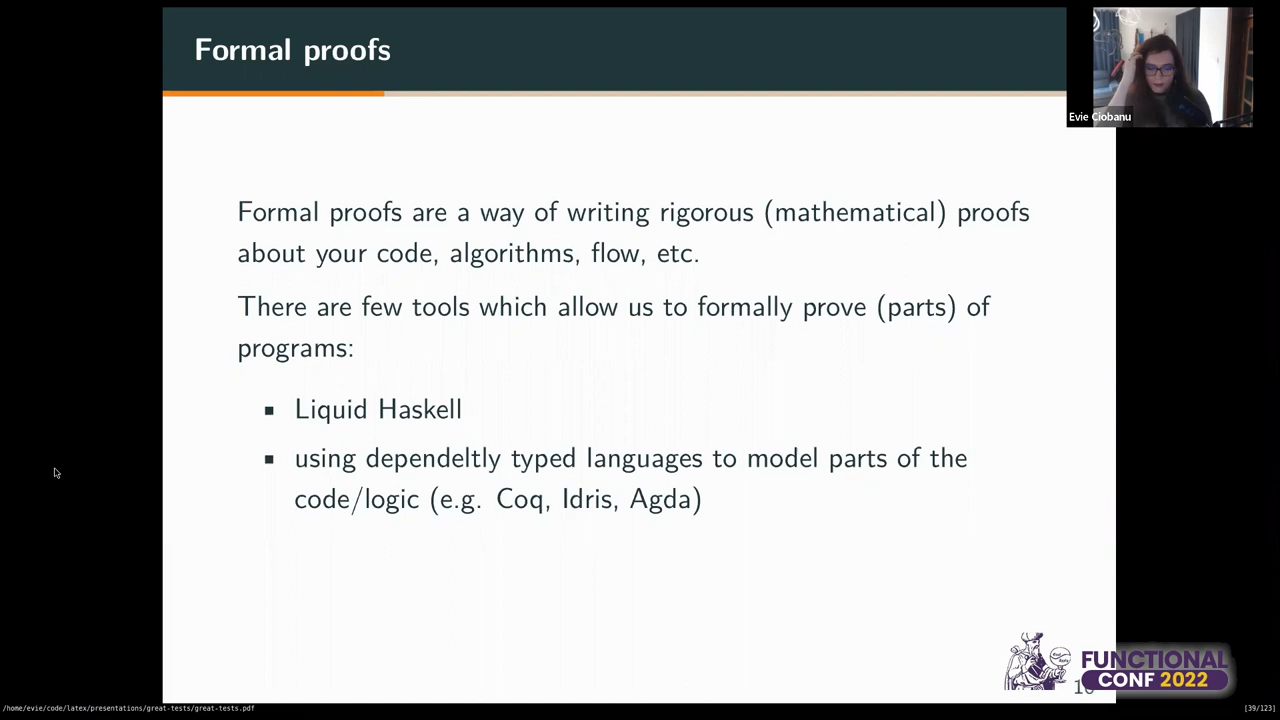 Formal proofs
Evie Ciobanu
Formal proofs are a way of writing rigorous (mathematical) proofs
about your code, algorithms, flow, etc.
There are few tools which allow us to formally prove (parts) of
programs:
▪ Liquid Haskell
▪ using dependeltly typed languages to model parts of the
code/logic (e.g. Coq, Idris, Agda)
FUNCTIONAL
CONF 2022
/home/evie/code/latex/presentations/great-tests/great-tests.pdf
[39/123]